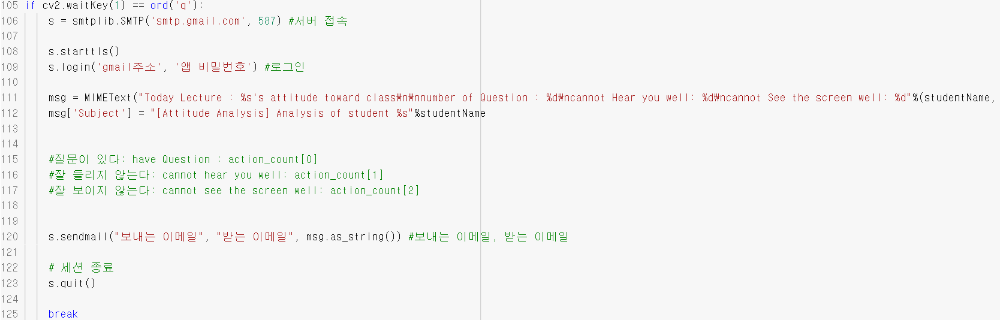 105 if cv2.waitKey(1) == ord('q'):
106 s = smtplib.SMTP('smtp.gmail.com', 587) #서버 접속
107
108 s.starttls()
109 s.login('gmail주소', '앱 비밀번호') #로그인
110
111 msg = MIMEText("Today Lecture : %s's attitude toward class₩n₩nnumber of Question : %d₩ncannot Hear you well: %d₩ncannot See the screen well: %d"%(studentName,
112 msg['Subject'] = "[Attitude Analysis] Analysis of student %s"%studentName
113
114
115 #질문이 있다: have Question : action_count[0]
116 #잘 들리지 않는다: cannot hear you well: action_count[1]
117 #잘 보이지 않는다: cannot see the screen well: action_count[2]
118
119
120 s.sendmail("보내는 이메일", "받는 이메일", msg.as_string()) #보내는 이메일, 받는 이메일
121
122 # 세션 종료
123 s.quit()
124
125 break